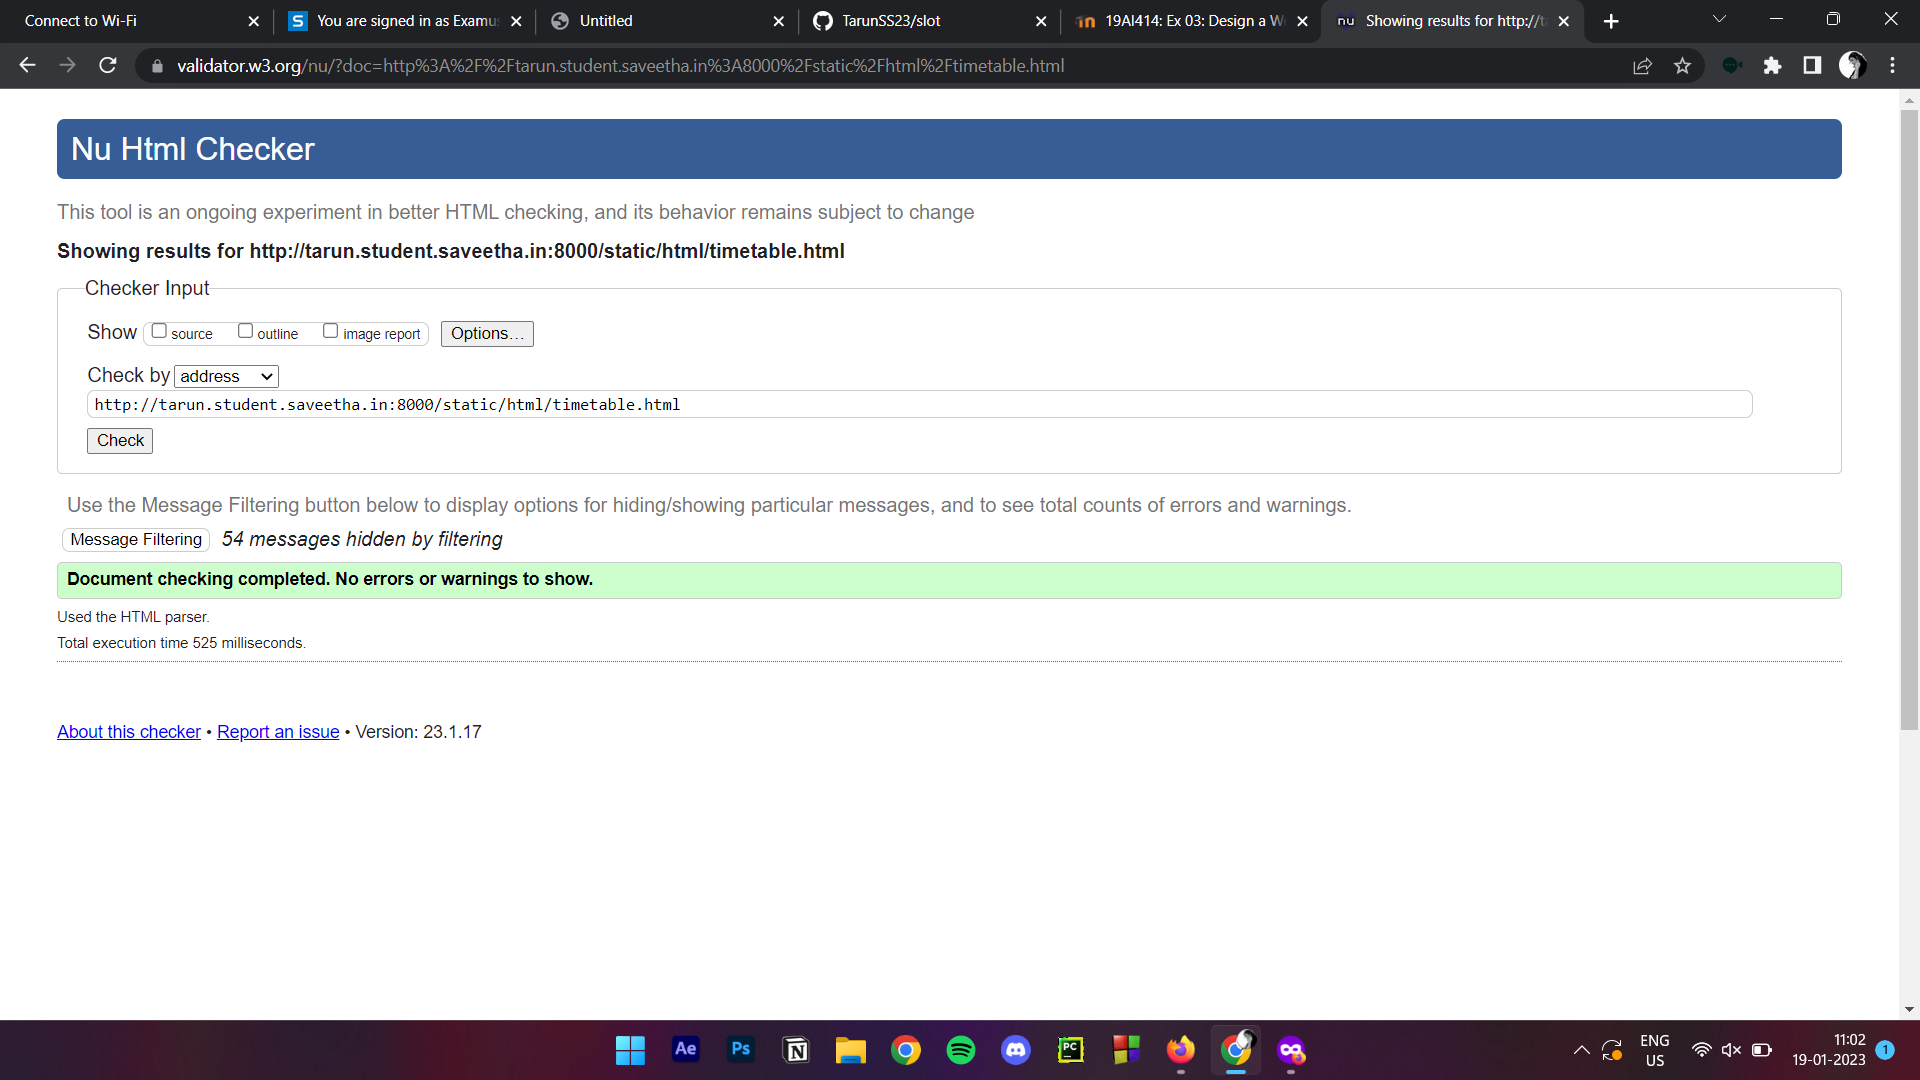 Connect to Wi-Fi
S You are signed in as Examu
Untitled
TarunSS23/slot
19AI414: Ex 03: Design a W
nu Showing results for http://t
validator.w3.org/nu/?doc=http%3A%2F%2Ftarun.student.saveetha.in%3A8000%2Fstatic%2Fhtml%2Ftimetable.html
Nu Html Checker
This tool is an ongoing experiment in better HTML checking, and its behavior remains subject to change
Showing results for http://tarun.student.saveetha.in:8000/static/html/timetable.html
Checker Input
Show source outline image report Options...
Check by address
http://tarun.student.saveetha.in:8000/static/html/timetable.html
Check
Use the Message Filtering button below to display options for hiding/showing particular messages, and to see total counts of errors and warnings.
Message Filtering 54 messages hidden by filtering
Document checking completed. No errors or warnings to show.
Used the HTML parser.
Total execution time 525 milliseconds.
About this checker • Report an issue • Version: 23.1.17
Ae
Ps
N
PC
ENG
US
11:02
19-01-2023
1